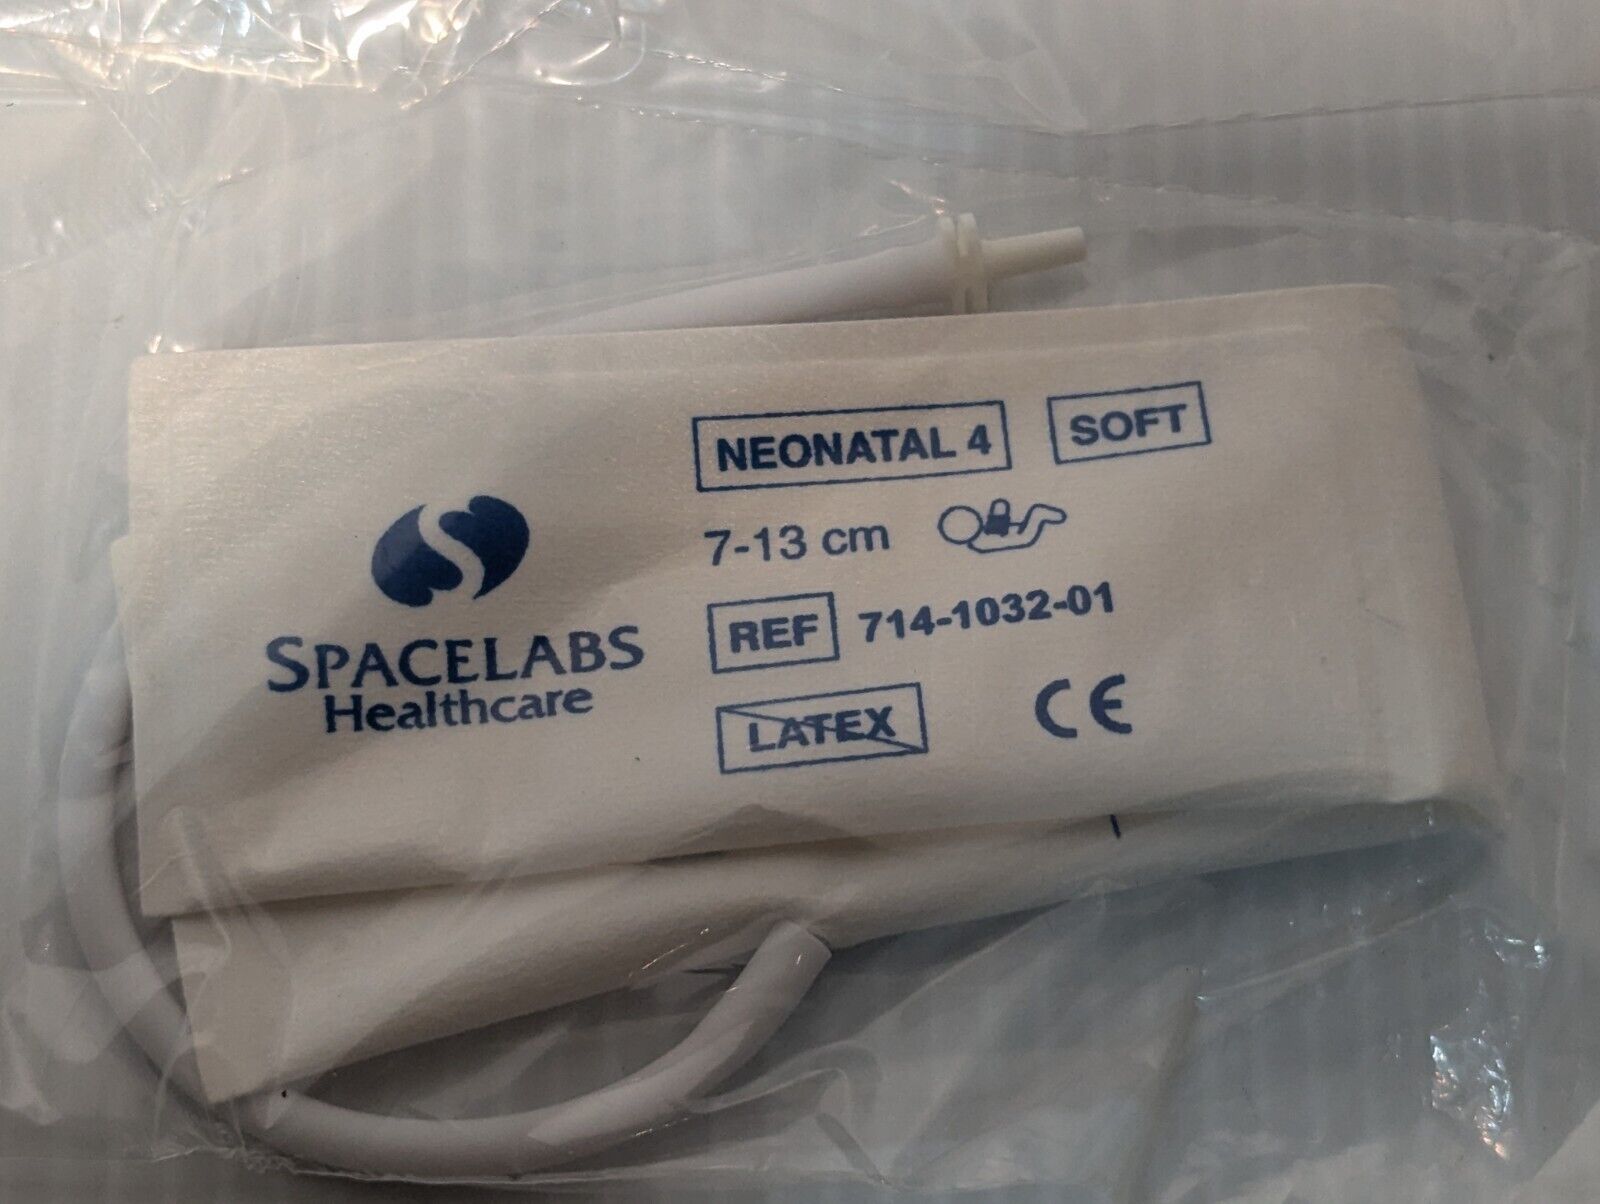 NEONATAL 4 SOFT
7-13 cm
REF 714-1032-01
LATEX CE
SPACELABS
Healthcare